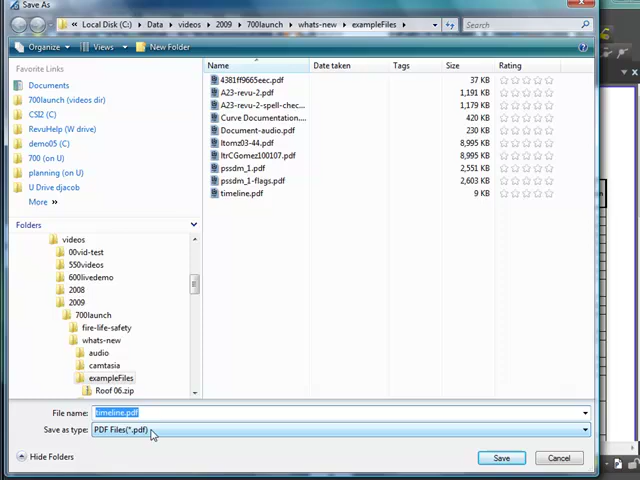 Save As
Local Disk (C:) Data videos 2009 700launch whats-new exampleFiles Search
Organize Views New Folder
Favorite Links
Documents
700launch (videos dir)
CSI2 (C)
RevuHelp (W drive)
demo05 (C)
700 (on U)
planning (on U)
U Drive djacob
More »
Folders
videos
00vid-test
550videos
600livedemo
2008
2009
700launch
fire-life-safety
whats-new
audio
camtasia
exampleFiles
Roof 06.zip
Name Date taken Tags Size Rating
4381ff9665eec.pdf 37 KB
A23-revu-2.pdf 1,191 KB
A23-revu-2-spell-chec... 1,179 KB
Curve Documentation.... 420 KB
Document-audio.pdf 230 KB
ltomz03-44.pdf 8,995 KB
ltrCGomez100107.pdf 8,995 KB
pssdm_1.pdf 2,551 KB
pssdm_1-flags.pdf 2,603 KB
timeline.pdf 9 KB
File name: timeline.pdf
Save as type: PDF Files(*.pdf)
Hide Folders Save Cancel